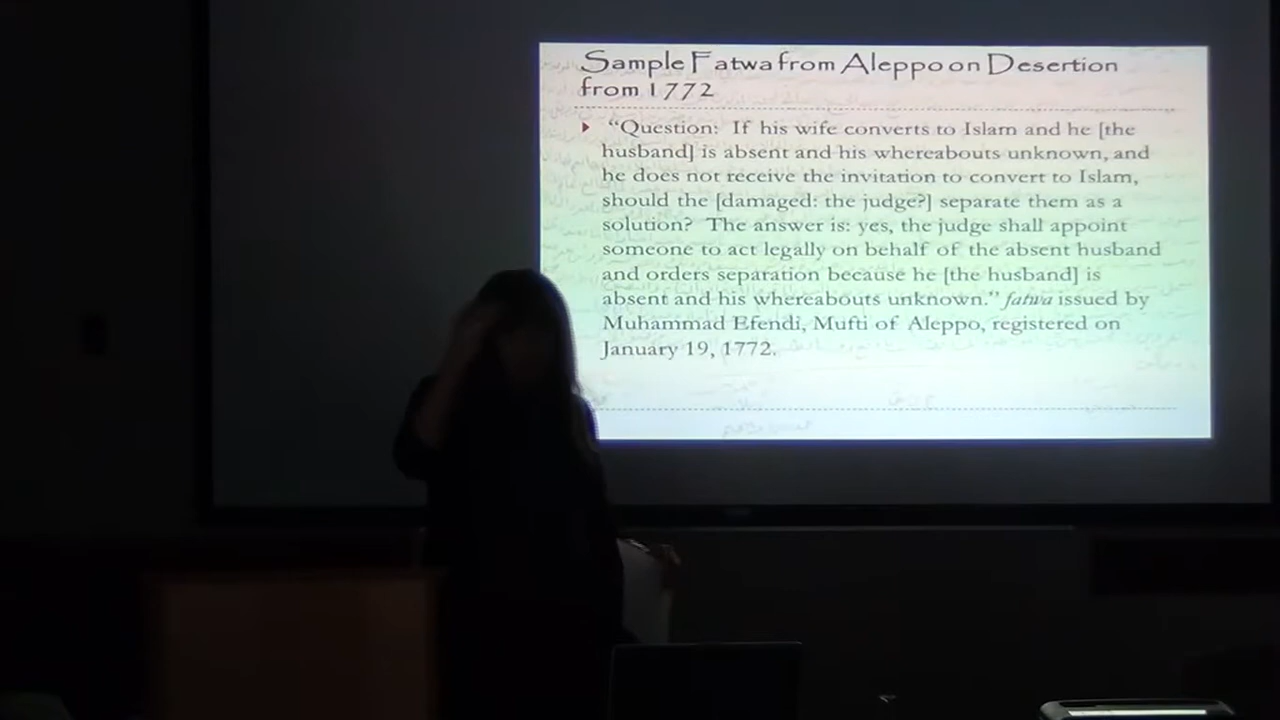 Sample Fatwa from Aleppo on Desertion
from 1772
“Question: If his wife converts to Islam and he [the
husband] is absent and his whereabouts unknown, and
he does not receive the invitation to convert to Islam,
should the [damaged: the judge?] separate them as a
solution? The answer is: yes, the judge shall appoint
someone to act legally on behalf of the absent husband
and orders separation because he [the husband] is
absent and his whereabouts unknown.” fatwa issued by
Muhammad Efendi, Mufti of Aleppo, registered on
January 19, 1772.